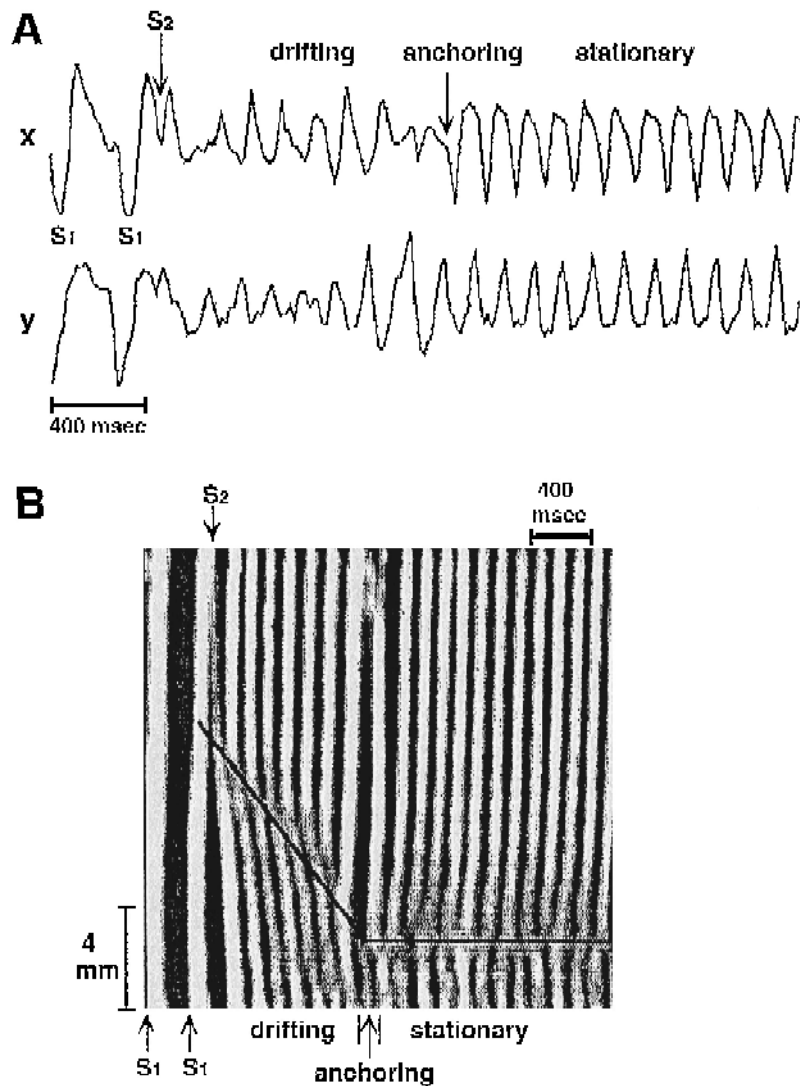 A
S2
drifting anchoring stationary
x
S1 S1
y
400 msec
B
S2
400
msec
4
mm
drifting stationary
S1 S1
anchoring